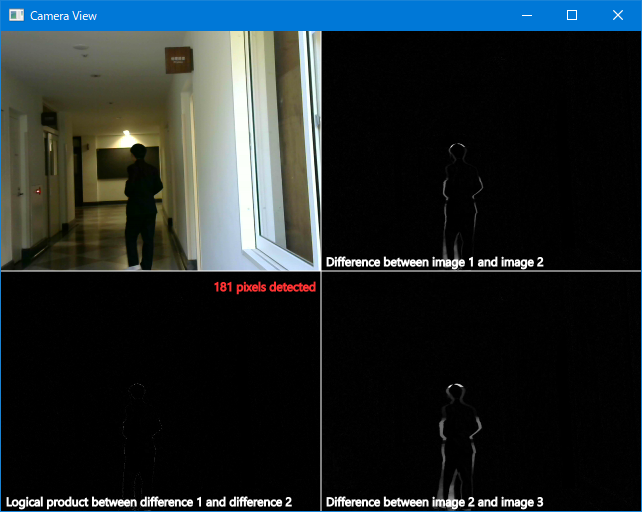 Camera View
Difference between image 1 and image 2
181 pixels detected
Logical product between difference 1 and difference 2
Difference between image 2 and image 3